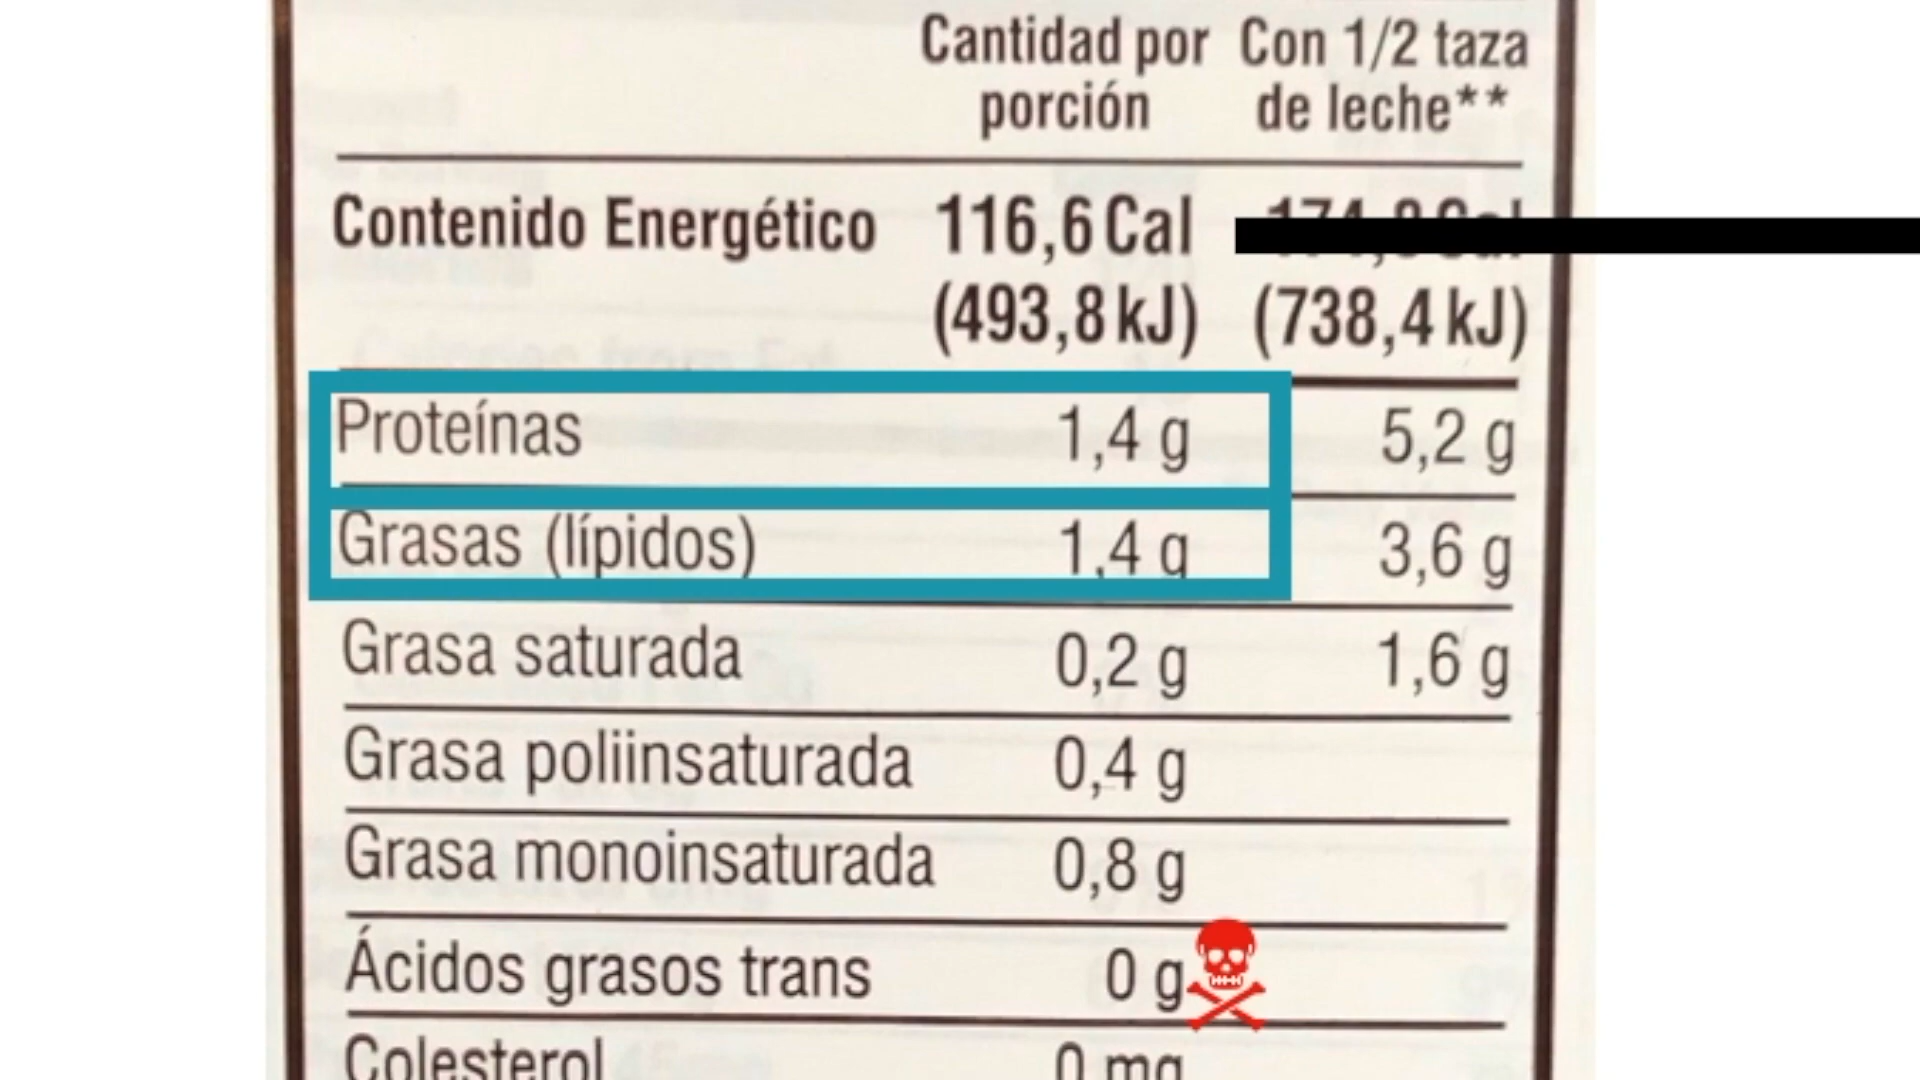 Cantidad por Con 1/2 taza
porción de leche**
Contenido Energético 116,6 Cal
(493,8 kJ) (738,4 kJ)
Proteínas 1,4 g 5,2 g
Grasas (lípidos) 1,4 g 3,6 g
Grasa saturada 0,2 g 1,6 g
Grasa poliinsaturada 0,4 g
Grasa monoinsaturada 0,8 g
Ácidos grasos trans 0 g
Colesterol 0 mg